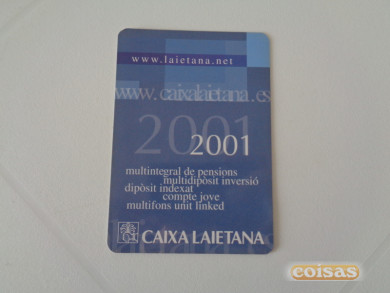 www.laietana.net
www.caixalaietana.es
2001
2001
multintegral de pensions
multidipòsit inversió
dipòsit indexat
compte jove
multifons unit linked
laietana
CAIXA LAIETANA
coisas